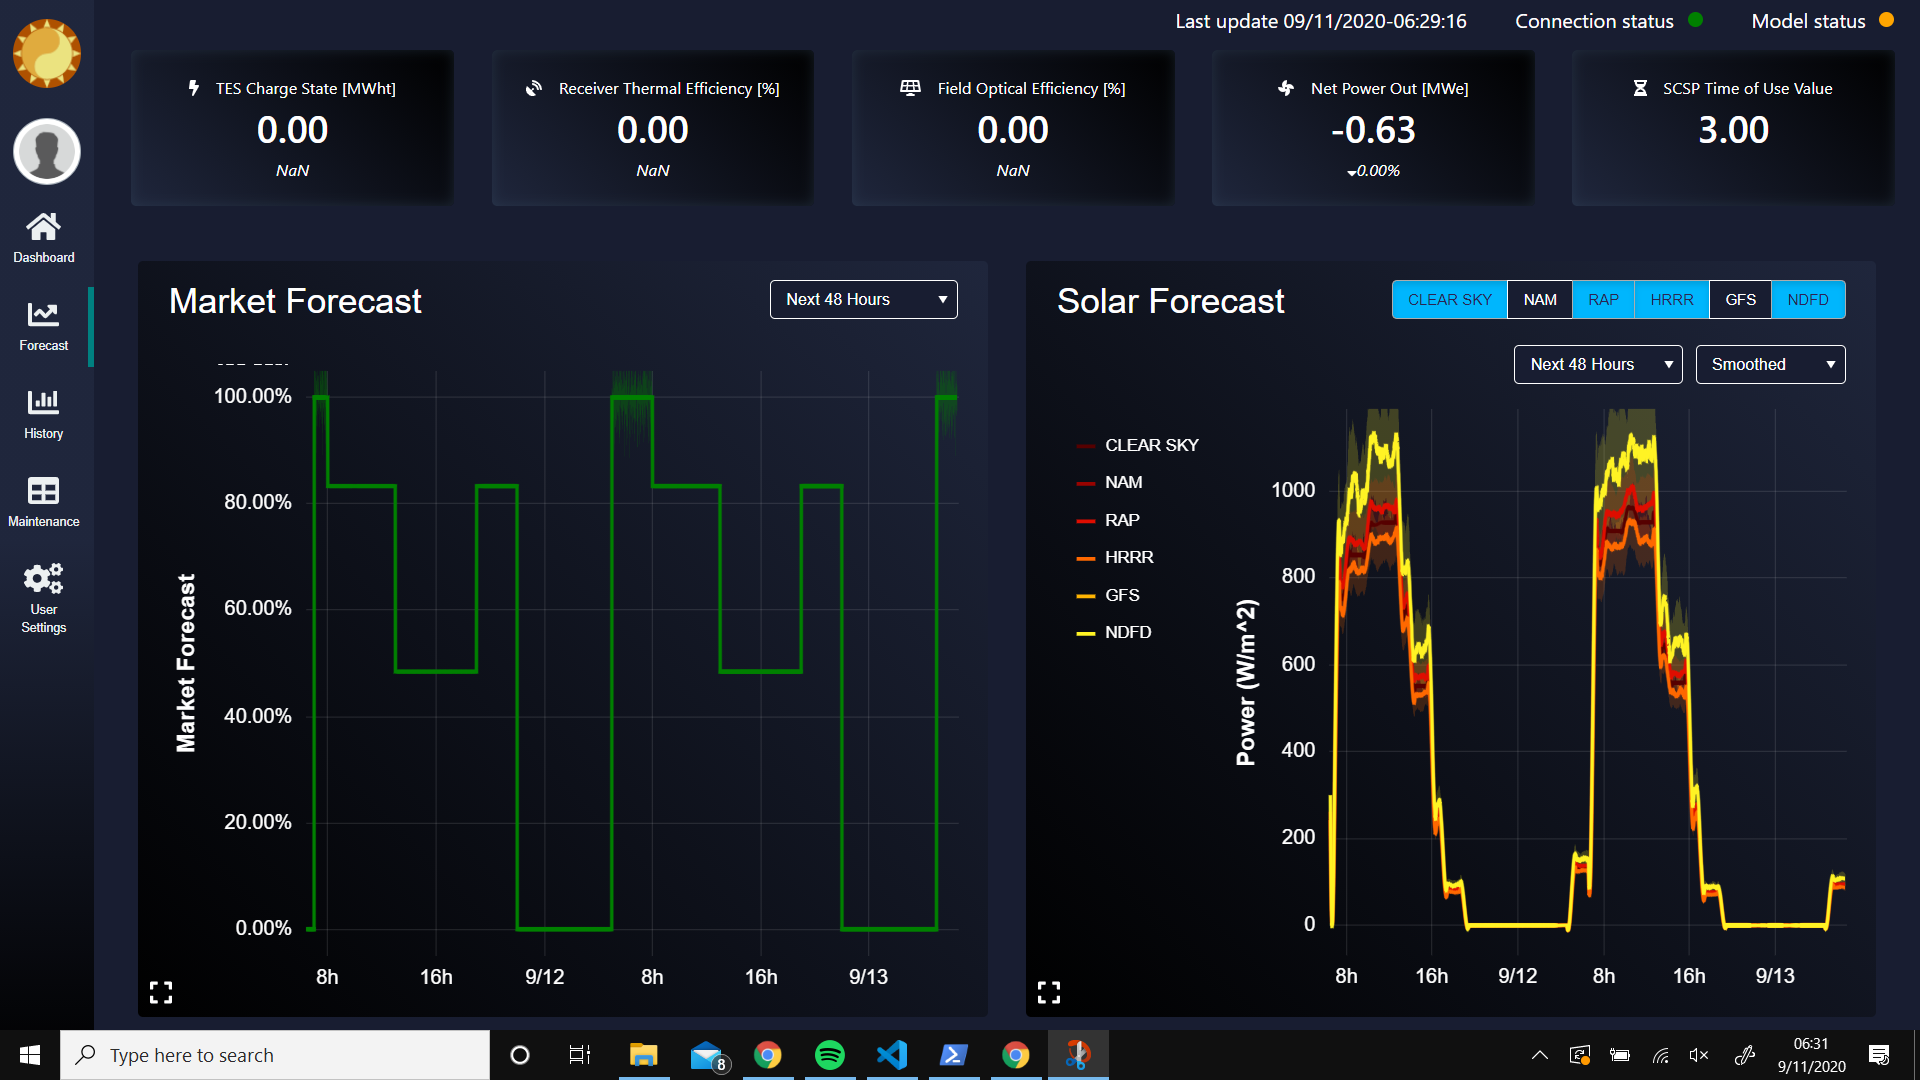 Last update 09/11/2020-06:29:16 Connection status Model status
TES Charge State [MWht]
0.00
NaN
Receiver Thermal Efficiency [%]
0.00
NaN
Field Optical Efficiency [%]
0.00
NaN
Net Power Out [MWe]
-0.63
0.00%
SCSP Time of Use Value
3.00
Dashboard
Forecast
History
Maintenance
User
Settings
Market Forecast
Next 48 Hours
Market Forecast
100.00%
80.00%
60.00%
40.00%
20.00%
0.00%
8h 16h 9/12 8h 16h 9/13
Solar Forecast
CLEAR SKY NAM RAP HRRR GFS NDFD
Next 48 Hours Smoothed
CLEAR SKY
NAM
RAP
HRRR
GFS
NDFD
Power (W/m^2)
1000
800
600
400
200
0
8h 16h 9/12 8h 16h 9/13
Type here to search
8
06:31
9/11/2020